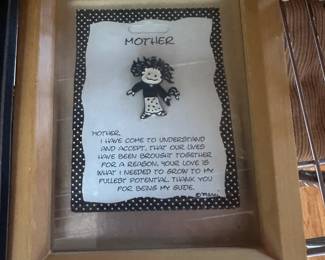 MOTHER
MOTHER,
I HAVE COME TO UNDERSTAND
AND ACCEPT, THAT OUR LIVES
HAVE BEEN BROUGHT TOGETHER
FOR A REASON. YOUR LOVE IS
WHAT I NEEDED TO GROW TO MY
FULLEST POTENTIAL. THANK YOU
FOR BEING MY GUIDE.